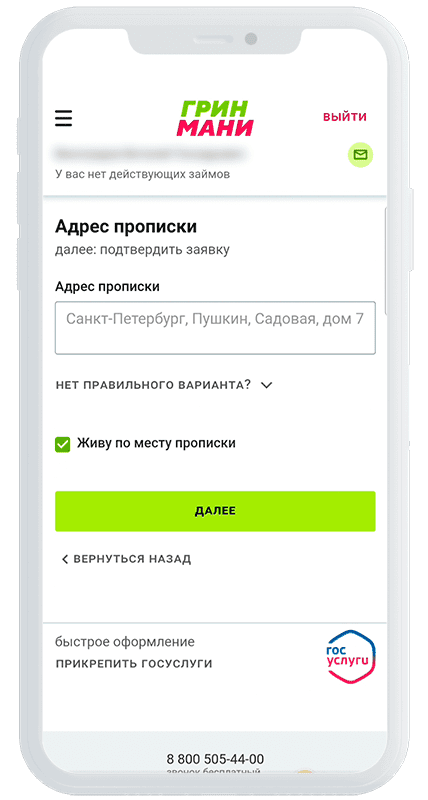 ГРИН
МАНИ
ВЫЙТИ
У вас нет действующих займов
Адрес прописки
далее: подтвердить заявку
Адрес прописки
Санкт-Петербург, Пушкин, Садовая, дом 7
НЕТ ПРАВИЛЬНОГО ВАРИАНТА?
Живу по месту прописки
ДАЛЕЕ
ВЕРНУТЬСЯ НАЗАД
быстрое оформление
ПРИКРЕПИТЬ ГОСУСЛУГИ
гос
услуги
8 800 505-44-00
звонок бесплатный